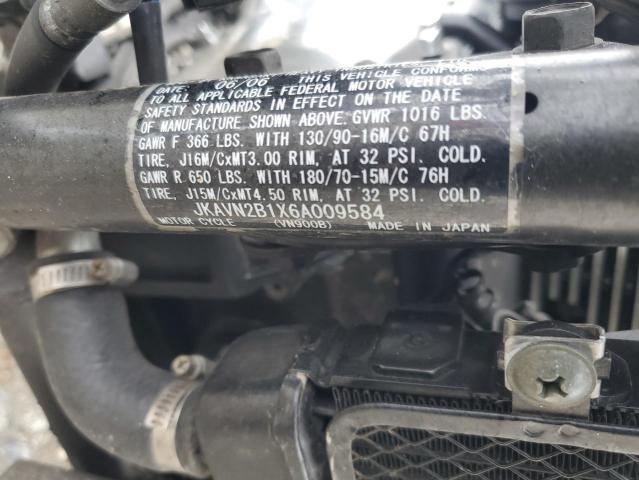 DATE: 06/06 THIS VEHICLE CONFORMS
TO ALL APPLICABLE FEDERAL MOTOR VEHICLE
SAFETY STANDARDS IN EFFECT ON THE DATE
OF MANUFACTURE SHOWN ABOVE. GVWR 1016 LBS.
GAWR F 366 LBS. WITH 130/90-16M/C 67H
TIRE, J16M/CxMT3.00 RIM, AT 32 PSI. COLD.
GAWR R 650 LBS. WITH 180/70-15M/C 76H
TIRE, J15M/CxMT4.50 RIM, AT 32 PSI. COLD.
JKAVN2B1X6A009584
MOTOR CYCLE (VN900B) MADE IN JAPAN